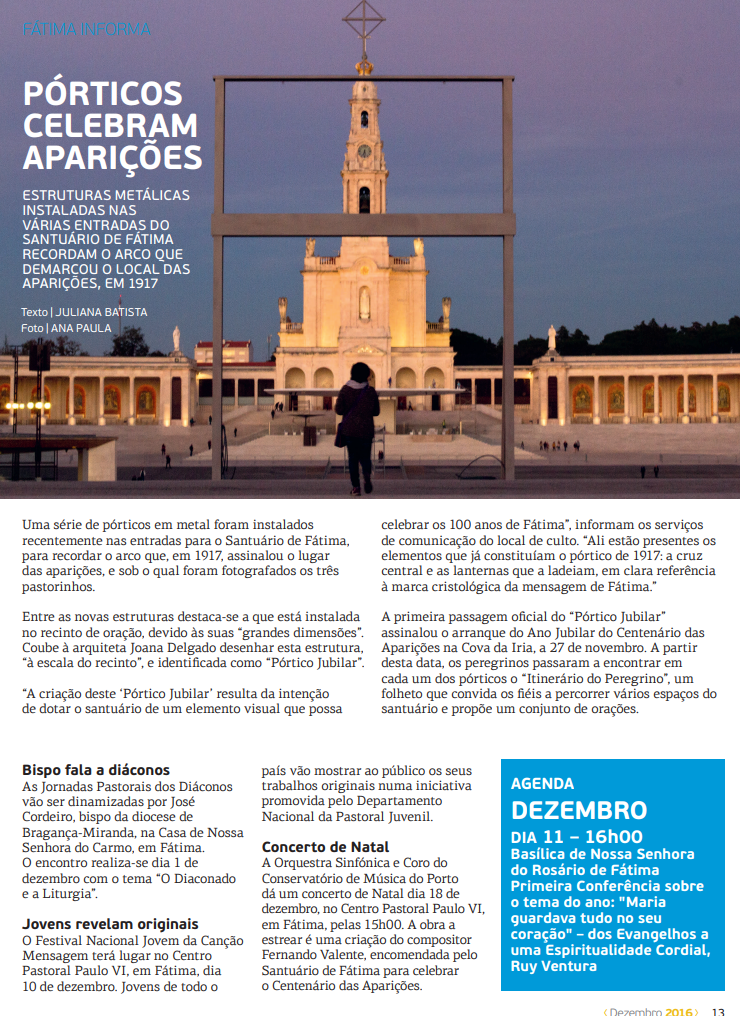 FÁTIMA INFORMA
PÓRTICOS
CELEBRAM
APARIÇÕES
ESTRUTURAS METÁLICAS
INSTALADAS NAS
VÁRIAS ENTRADAS DO
SANTUÁRIO DE FÁTIMA
RECORDAM O ARCO QUE
DEMARCOU O LOCAL DAS
APARIÇÕES, EM 1917
Texto | JULIANA BATISTA
Foto | ANA PAULA
Uma série de pórticos em metal foram instalados
recentemente nas entradas para o Santuário de Fátima,
para recordar o arco que, em 1917, assinalou o lugar
das aparições, e sob o qual foram fotografados os três
pastorinhos.
Entre as novas estruturas destaca-se a que está instalada
no recinto de oração, devido às suas “grandes dimensões”.
Coube à arquiteta Joana Delgado desenhar esta estrutura,
“à escala do recinto”, e identificada como “Pórtico Jubilar”.
“A criação deste ‘Pórtico Jubilar’ resulta da intenção
de dotar o santuário de um elemento visual que possa
celebrar os 100 anos de Fátima”, informam os serviços
de comunicação do local de culto. “Ali estão presentes os
elementos que já constituíam o pórtico de 1917: a cruz
central e as lanternas que a ladeiam, em clara referência
à marca cristológica da mensagem de Fátima.”
A primeira passagem oficial do “Pórtico Jubilar”
assinalou o arranque do Ano Jubilar do Centenário das
Aparições na Cova da Iria, a 27 de novembro. A partir
desta data, os peregrinos passaram a encontrar em
cada um dos pórticos o “Itinerário do Peregrino”, um
folheto que convida os fiéis a percorrer vários espaços do
santuário e propõe um conjunto de orações.
Bispo fala a diáconos
As Jornadas Pastorais dos Diáconos
vão ser dinamizadas por José
Cordeiro, bispo da diocese de
Bragança-Miranda, na Casa de Nossa
Senhora do Carmo, em Fátima.
O encontro realiza-se dia 1 de
dezembro com o tema “O Diaconado
e a Liturgia”.
Jovens revelam originais
O Festival Nacional Jovem da Canção
Mensagem terá lugar no Centro
Pastoral Paulo VI, em Fátima, dia
10 de dezembro. Jovens de todo o
país vão mostrar ao público os seus
trabalhos originais numa iniciativa
promovida pelo Departamento
Nacional da Pastoral Juvenil.
Concerto de Natal
A Orquestra Sinfónica e Coro do
Conservatório de Música do Porto
dá um concerto de Natal dia 18 de
dezembro, no Centro Pastoral Paulo VI,
em Fátima, pelas 15h00. A obra a
estrear é uma criação do compositor
Fernando Valente, encomendada pelo
Santuário de Fátima para celebrar
o Centenário das Aparições.
AGENDA
DEZEMBRO
DIA 11 – 16h00
Basílica de Nossa Senhora
do Rosário de Fátima
Primeira Conferência sobre
o tema do ano: "Maria
guardava tudo no seu
coração" – dos Evangelhos a
uma Espiritualidade Cordial,
Ruy Ventura
‹Dezembro 2016› 13